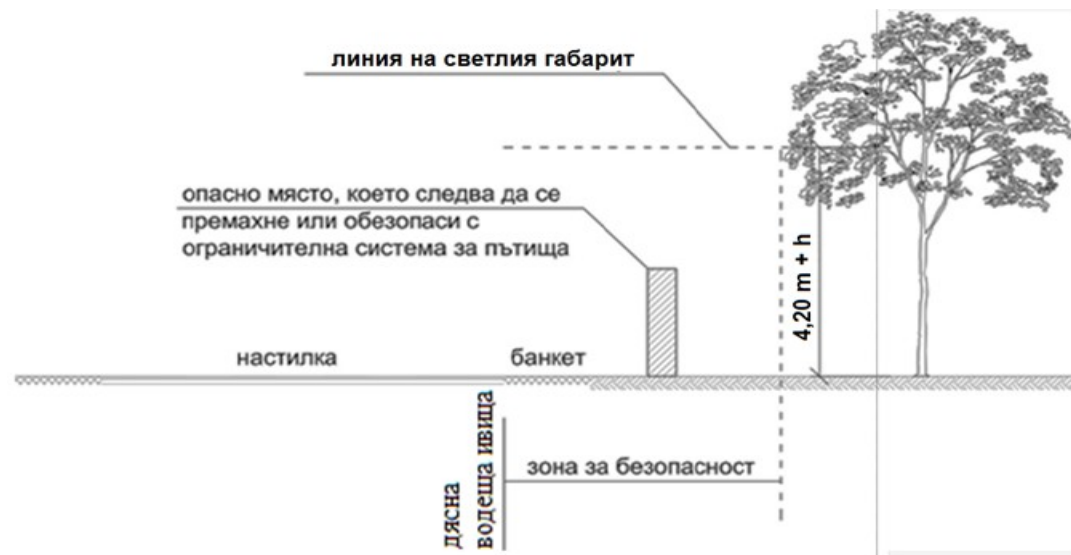 линия на светлия габарит
опасно място, което следва да се
премахне или обезопаси с
ограничителна система за пътища
4,20 m + h
настилка
банкет
дясна
водеща ивица
зона за безопасност